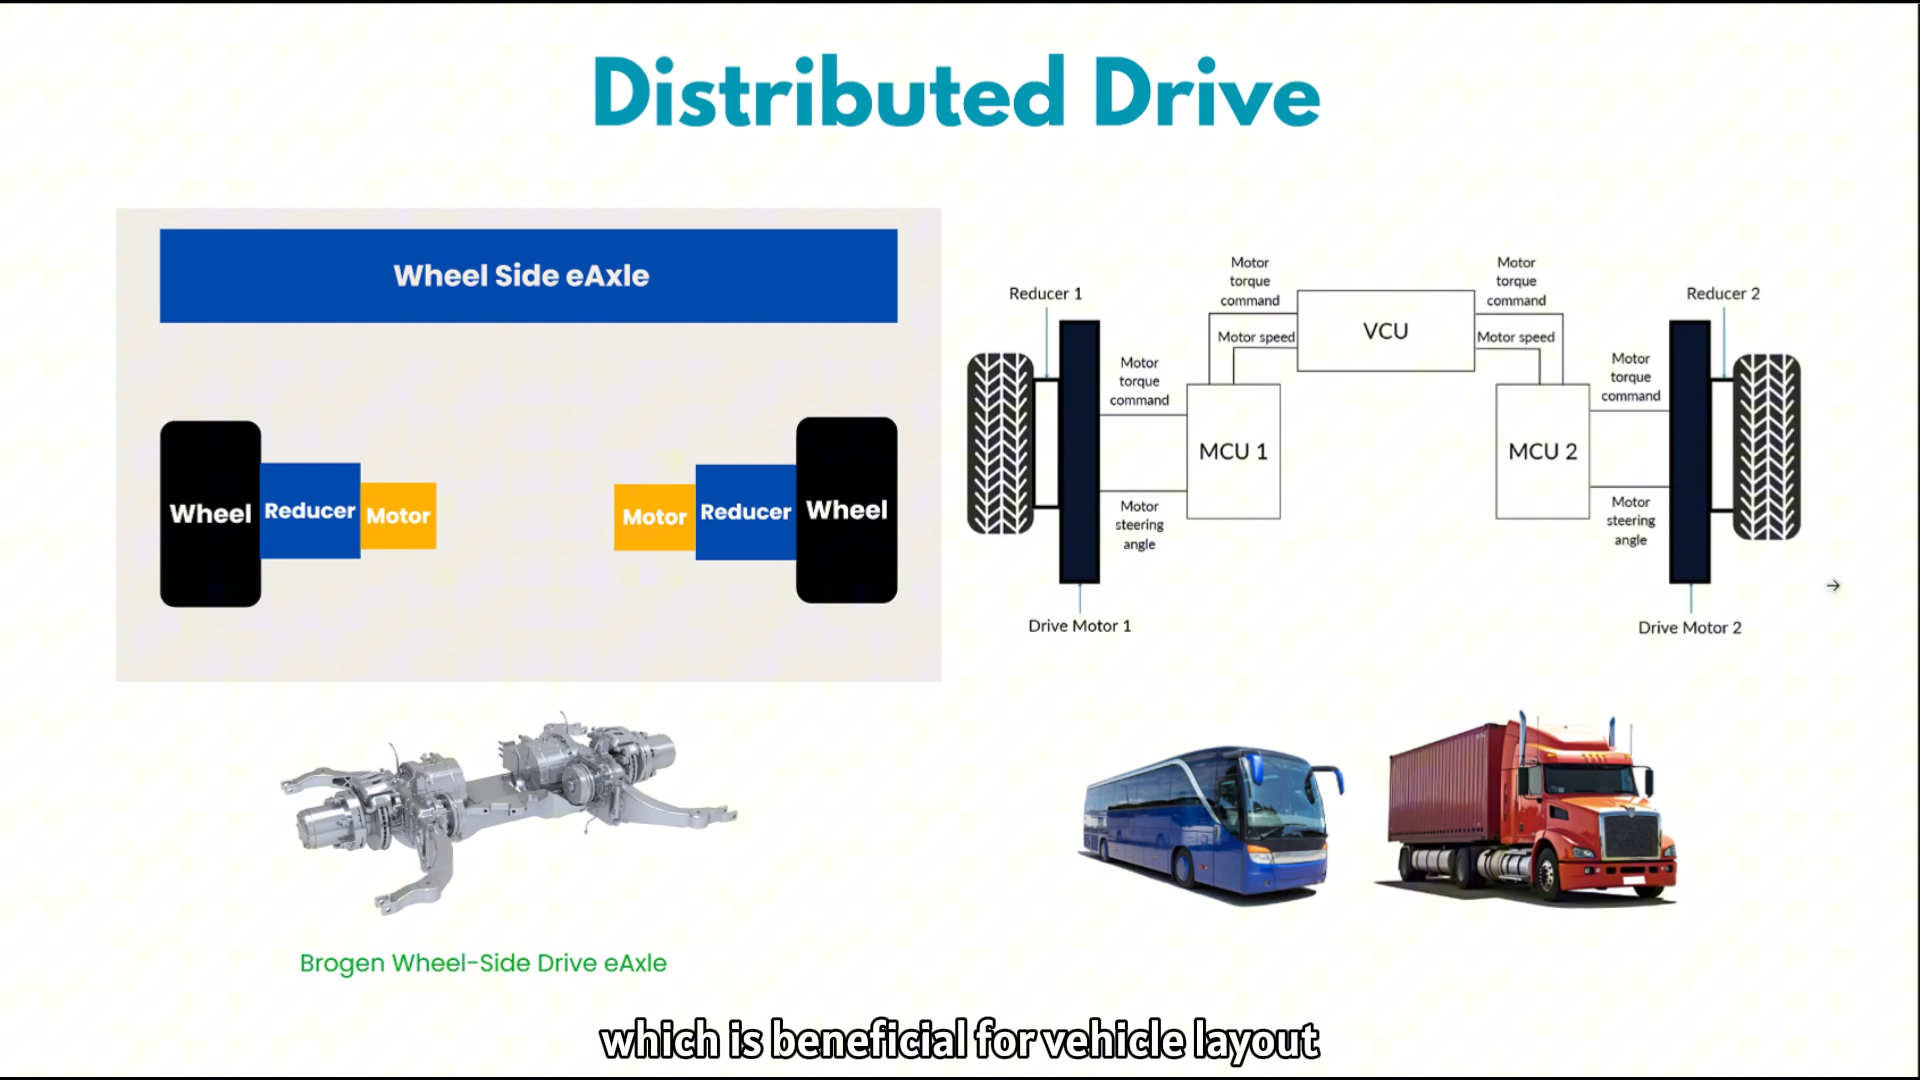 Distributed Drive
Wheel Side eAxle
Wheel
Reducer
Motor
Motor
Reducer
Wheel
Reducer 1
Motor
torque
command
Motor speed
VCU
Motor
torque
command
Motor speed
Reducer 2
Motor
torque
command
MCU 1
MCU 2
Motor
torque
command
Motor
steering
angle
Motor
steering
angle
Drive Motor 1
Drive Motor 2
Brogen Wheel-Side Drive eAxle
which is beneficial for vehicle layout